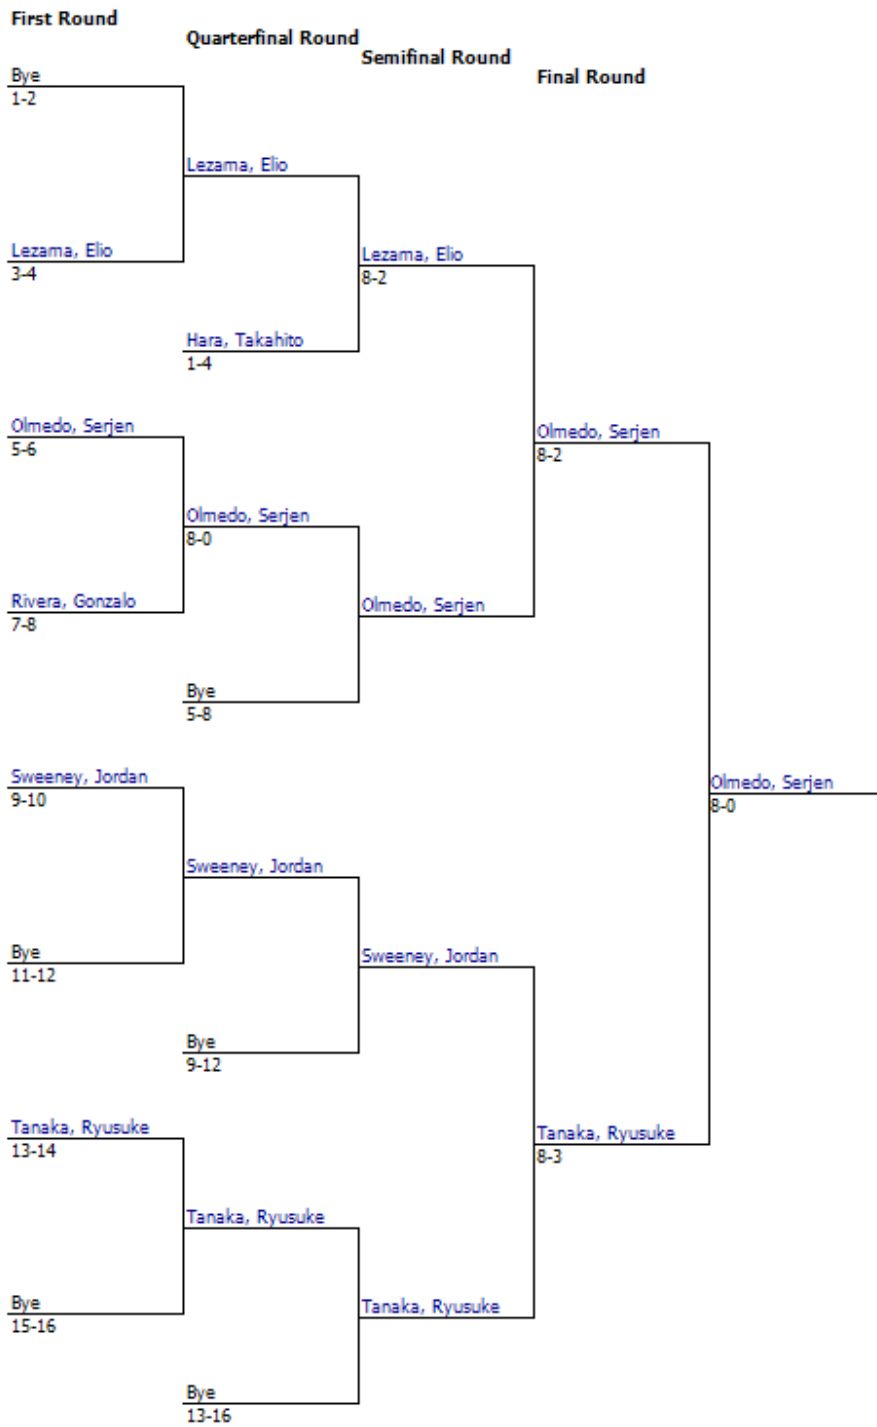 First Round
Quarterfinal Round
Semifinal Round
Final Round
Bye
1-2
Lezama, Elio
Lezama, Elio
3-4
Lezama, Elio
8-2
Hara, Takahito
1-4
Olmedo, Serjen
5-6
Olmedo, Serjen
8-2
Olmedo, Serjen
8-0
Rivera, Gonzalo
7-8
Olmedo, Serjen
Bye
5-8
Sweeney, Jordan
9-10
Olmedo, Serjen
8-0
Sweeney, Jordan
Bye
11-12
Sweeney, Jordan
Bye
9-12
Tanaka, Ryusuke
13-14
Tanaka, Ryusuke
8-3
Tanaka, Ryusuke
Bye
15-16
Tanaka, Ryusuke
Bye
13-16